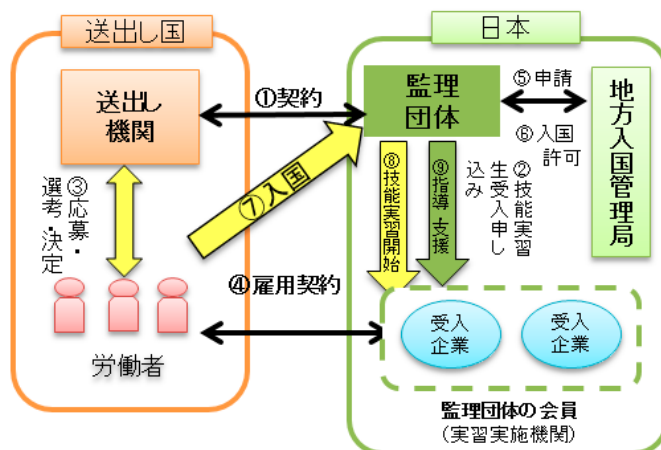 送出し国
日本
送出し
機関
①契約
監理
団体
⑤申請
⑥入国
許可
地方入国管理局
③応募・
選考・決定
⑦入国
⑧技能実習開始
⑨指導・支援
②技能実習
生受入申し
込み
④雇用契約
労働者
受入
企業
受入
企業
監理団体の会員
(実習実施機関)